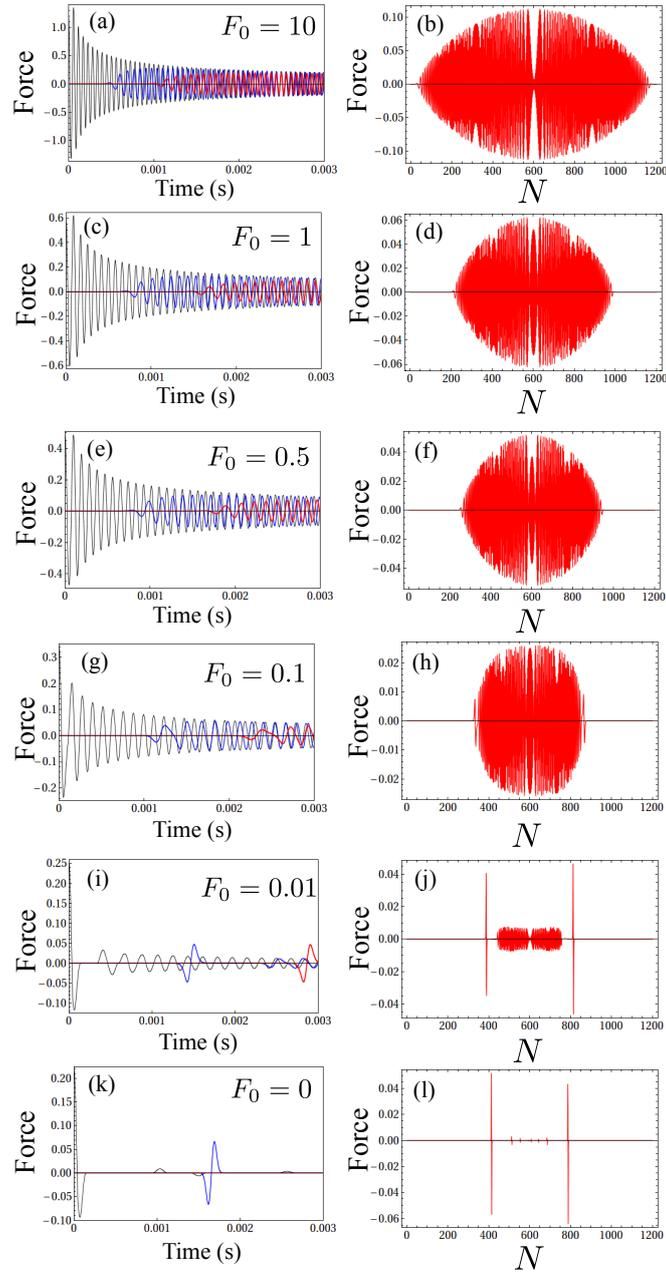 (a) F₀ = 10
Force
1.0
0.5
0.0
−0.5
−1.0
0 0.001 0.002 0.003
Time (s)
(b)
Force
0.10
0.05
0.00
−0.05
−0.10
0 200 400 600 800 1000 1200
N
(c) F₀ = 1
Force
0.6
0.4
0.2
0.0
−0.2
−0.4
0.6
0 0.001 0.002 0.003
Time (s)
(d)
Force
0.06
0.04
0.02
0.00
−0.02
−0.04
−0.06
0 200 400 600 800 1000 1200
N
(e) F₀ = 0.5
Force
0.4
0.2
0.0
−0.2
−0.4
0 0.001 0.002 0.003
Time (s)
(f)
Force
0.04
0.02
0.00
−0.02
−0.04
0 200 400 600 800 1000 1200
N
(g) F₀ = 0.1
Force
0.3
0.2
0.1
0.0
−0.1
−0.2
0 0.001 0.002 0.003
Time (s)
(h)
Force
0.02
0.01
0.00
−0.01
−0.02
0 200 400 600 800 1000 1200
N
(i) F₀ = 0.01
Force
0.25
0.20
0.15
0.10
0.05
0.00
−0.05
−0.10
0 0.001 0.002 0.003
Time (s)
(j)
Force
0.04
0.02
0.00
−0.02
−0.04
0 200 400 600 800 1000 1200
N
(k) F₀ = 0
Force
0.20
0.15
0.10
0.05
0.00
−0.05
−0.10
0 0.001 0.002 0.003
Time (s)
(l)
Force
0.04
0.02
0.00
−0.02
−0.04
−0.06
0 200 400 600 800 1000 1200
N